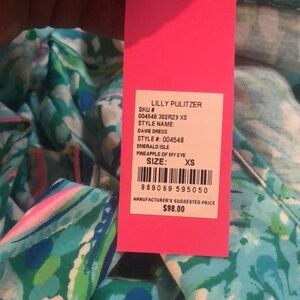 LILLY PULITZER
SKU #
004548 302RZ9 XS
STYLE NAME:
DAVIE DRESS
STYLE #: 004548
EMERALD ISLE
PINEAPPLE OF MY EYE
SIZE: XS
889069 595050
MANUFACTURER'S SUGGESTED PRICE
$98.00